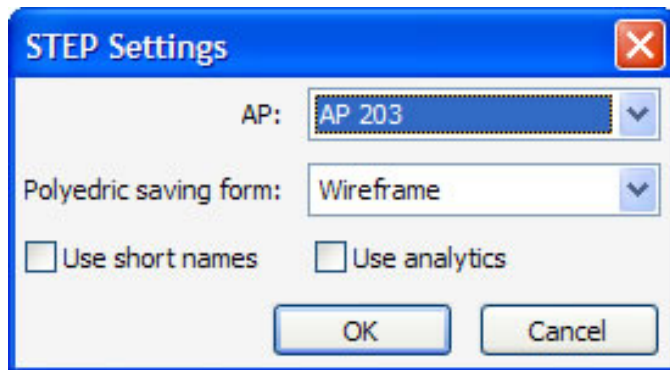 STEP Settings
AP: AP 203
Polyedric saving form: Wireframe
Use short names Use analytics
OK Cancel